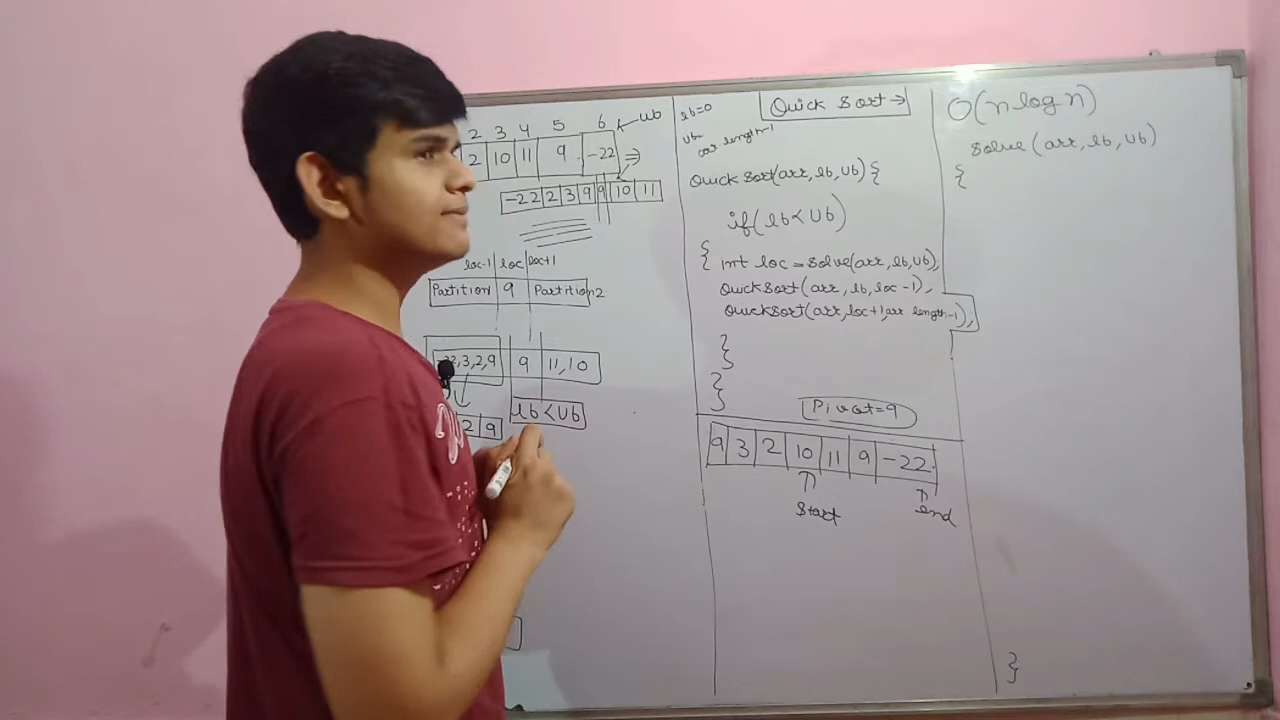 2 3 4 5 6 ub
2 10 11 9 -22
-22 2 3 9 9 10 11
loc-1 loc loc+1
Partition 9 Partition2
-22,3,2,9 9 11,10
2 9 lb<Ub
lb=0
Quick Sort→
ub=
arr length-1
QuickSort(arr,lb,Ub){
if(lb<Ub)
{ int loc=solve(arr,lb,Ub);
QuickSort(arr,lb,loc-1);
QuickSort(arr,loc+1,arr length-1);
}
}
Pivot=9
9 3 2 10 11 9 -22
↑ ↑
Start end
O(n log n)
Solve(arr,lb,Ub)
{
}